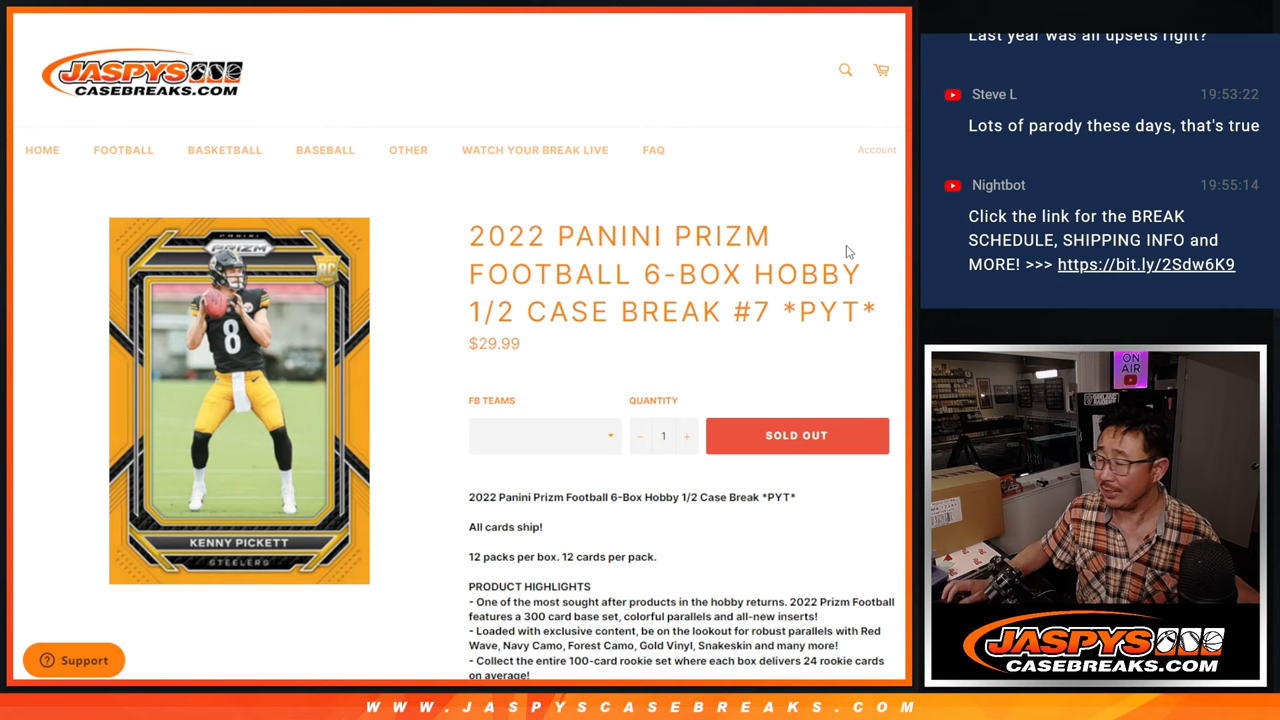 JASPYS
CASEBREAKS.COM
HOME FOOTBALL BASKETBALL BASEBALL OTHER WATCH YOUR BREAK LIVE FAQ Account
PANINI
PRIZM
RC
8
KENNY PICKETT
STEELERS
2022 PANINI PRIZM
FOOTBALL 6-BOX HOBBY
1/2 CASE BREAK #7 *PYT*
$29.99
FB TEAMS QUANTITY
− 1 + SOLD OUT
2022 Panini Prizm Football 6-Box Hobby 1/2 Case Break *PYT*
All cards ship!
12 packs per box. 12 cards per pack.
PRODUCT HIGHLIGHTS
- One of the most sought after products in the hobby returns. 2022 Prizm Football
features a 300 card base set, colorful parallels and all-new inserts!
- Loaded with exclusive content, be on the lookout for robust parallels with Red
Wave, Navy Camo, Forest Camo, Gold Vinyl, Snakeskin and many more!
- Collect the entire 100-card rookie set where each box delivers 24 rookie cards
on average!
Support
Last year was all upsets right?
Steve L 19:53:22
Lots of parody these days, that's true
Nightbot 19:55:14
Click the link for the BREAK
SCHEDULE, SHIPPING INFO and
MORE! >>> https://bit.ly/2Sdw6K9
ON
AIR
JASPYS
CASEBREAKS.COM
WWW.JASPYSCASEBREAKS.COM